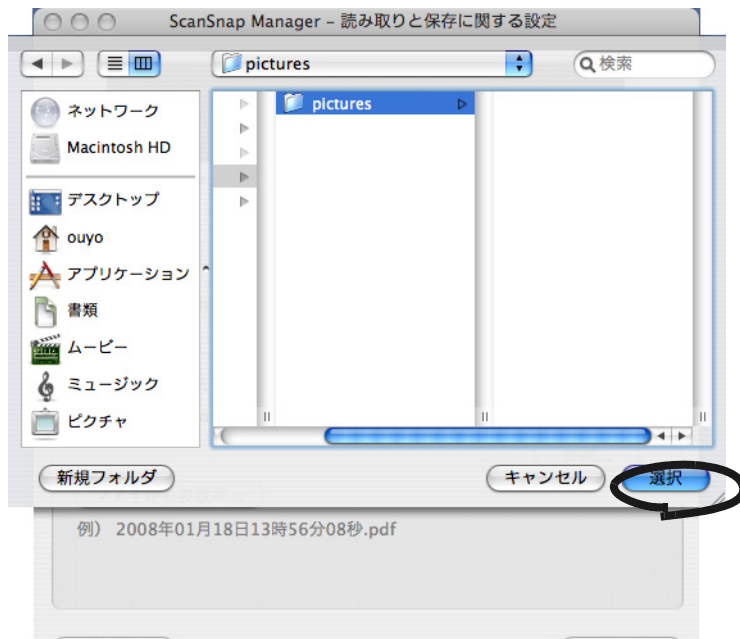 ScanSnap Manager – 読み取りと保存に関する設定
pictures
検索
ネットワーク
Macintosh HD
デスクトップ
ouyo
アプリケーション
書類
ムービー
ミュージック
ピクチャ
pictures
新規フォルダ
キャンセル
選択
例） 2008年01月18日13時56分08秒.pdf